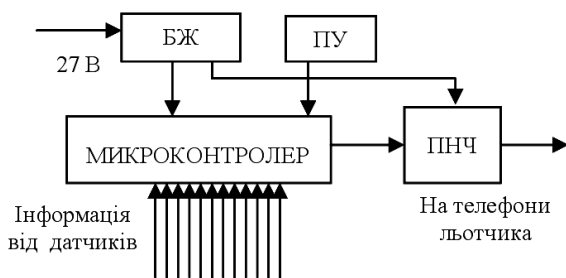 БЖ
ПУ
27 В
МИКРОКОНТРОЛЕР
ПНЧ
Інформація
від датчиків
На телефони
льотчика